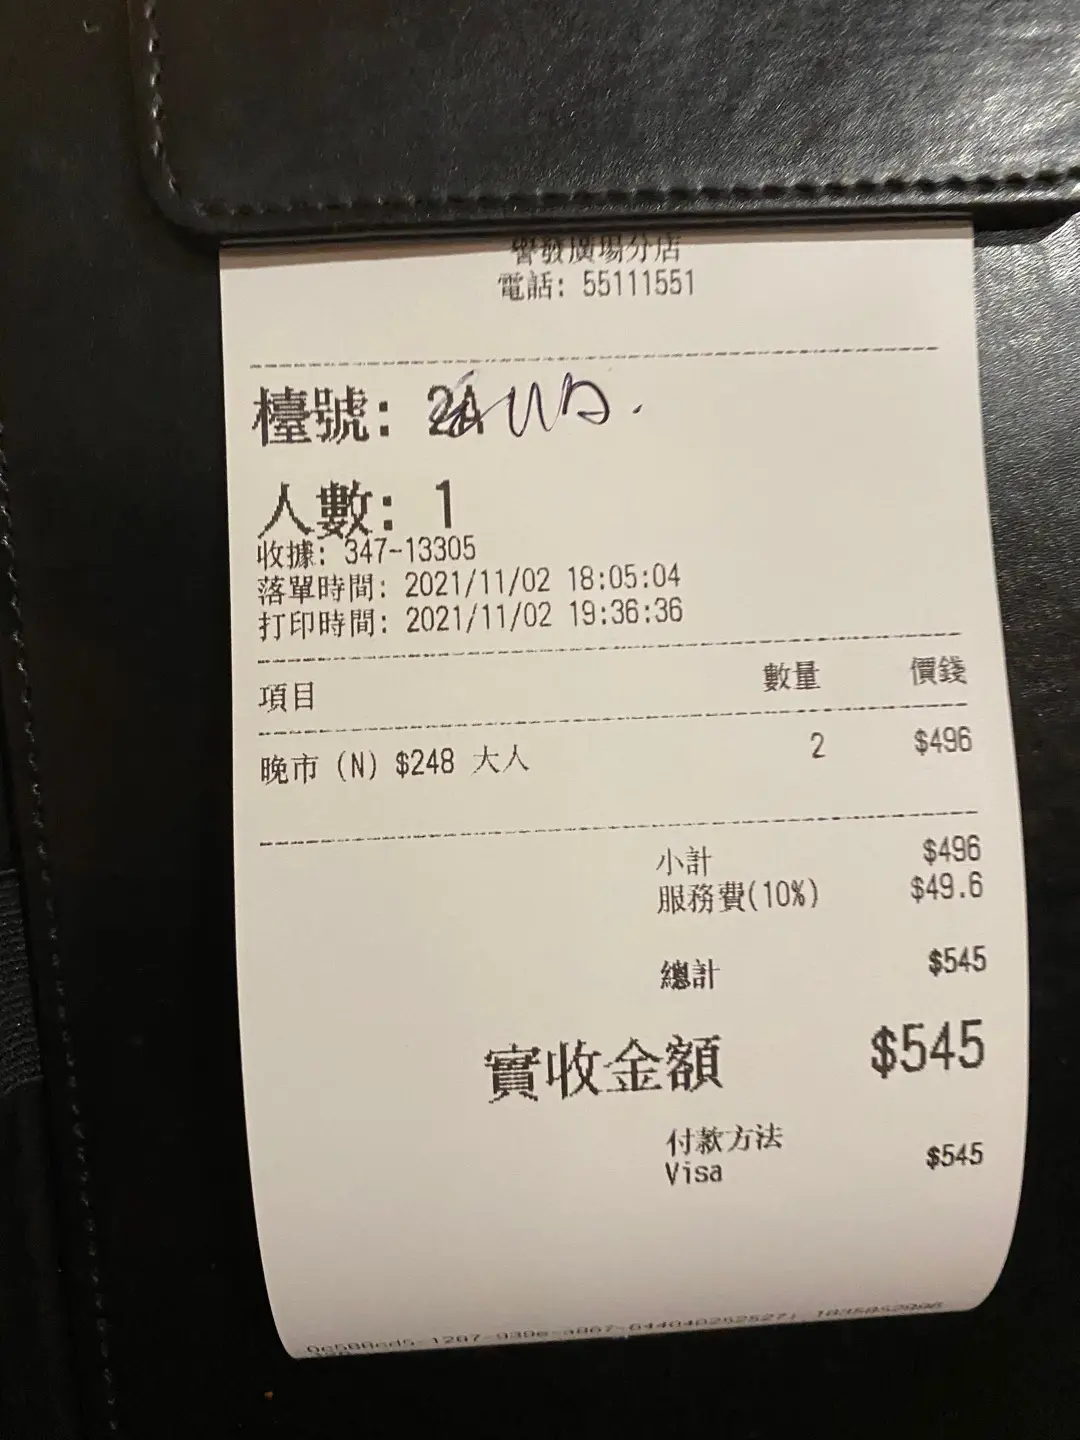 譽發廣場分店
電話: 55111551
檯號: 2A
人數: 1
收據: 347-13305
落單時間: 2021/11/02 18:05:04
打印時間: 2021/11/02 19:36:36
項目 數量 價錢
晚市 (N) $248 大人 2 $496
小計 $496
服務費(10%) $49.6
總計 $545
實收金額 $545
付款方法
Visa $545